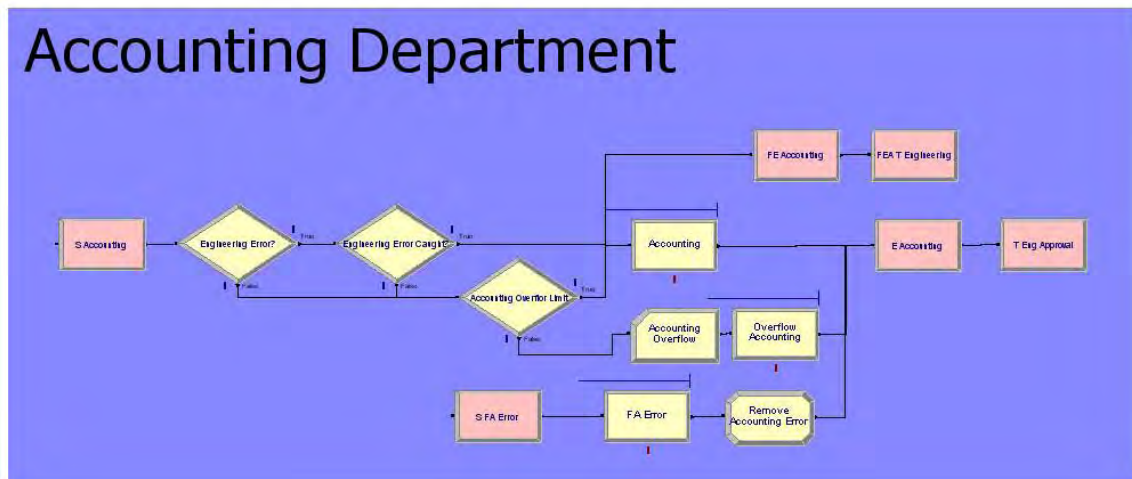 Accounting Department
FE Accounting
FEA T Engineering
S Accounting
Engineering Error?
True
Engineering Error Caught?
True
Accounting
E Accounting
T Eng Approval
False
False
Accounting Overflor Limit
True
False
Accounting
Overflow
Overflow
Accounting
S FA Error
FA Error
Remove
Accounting Error